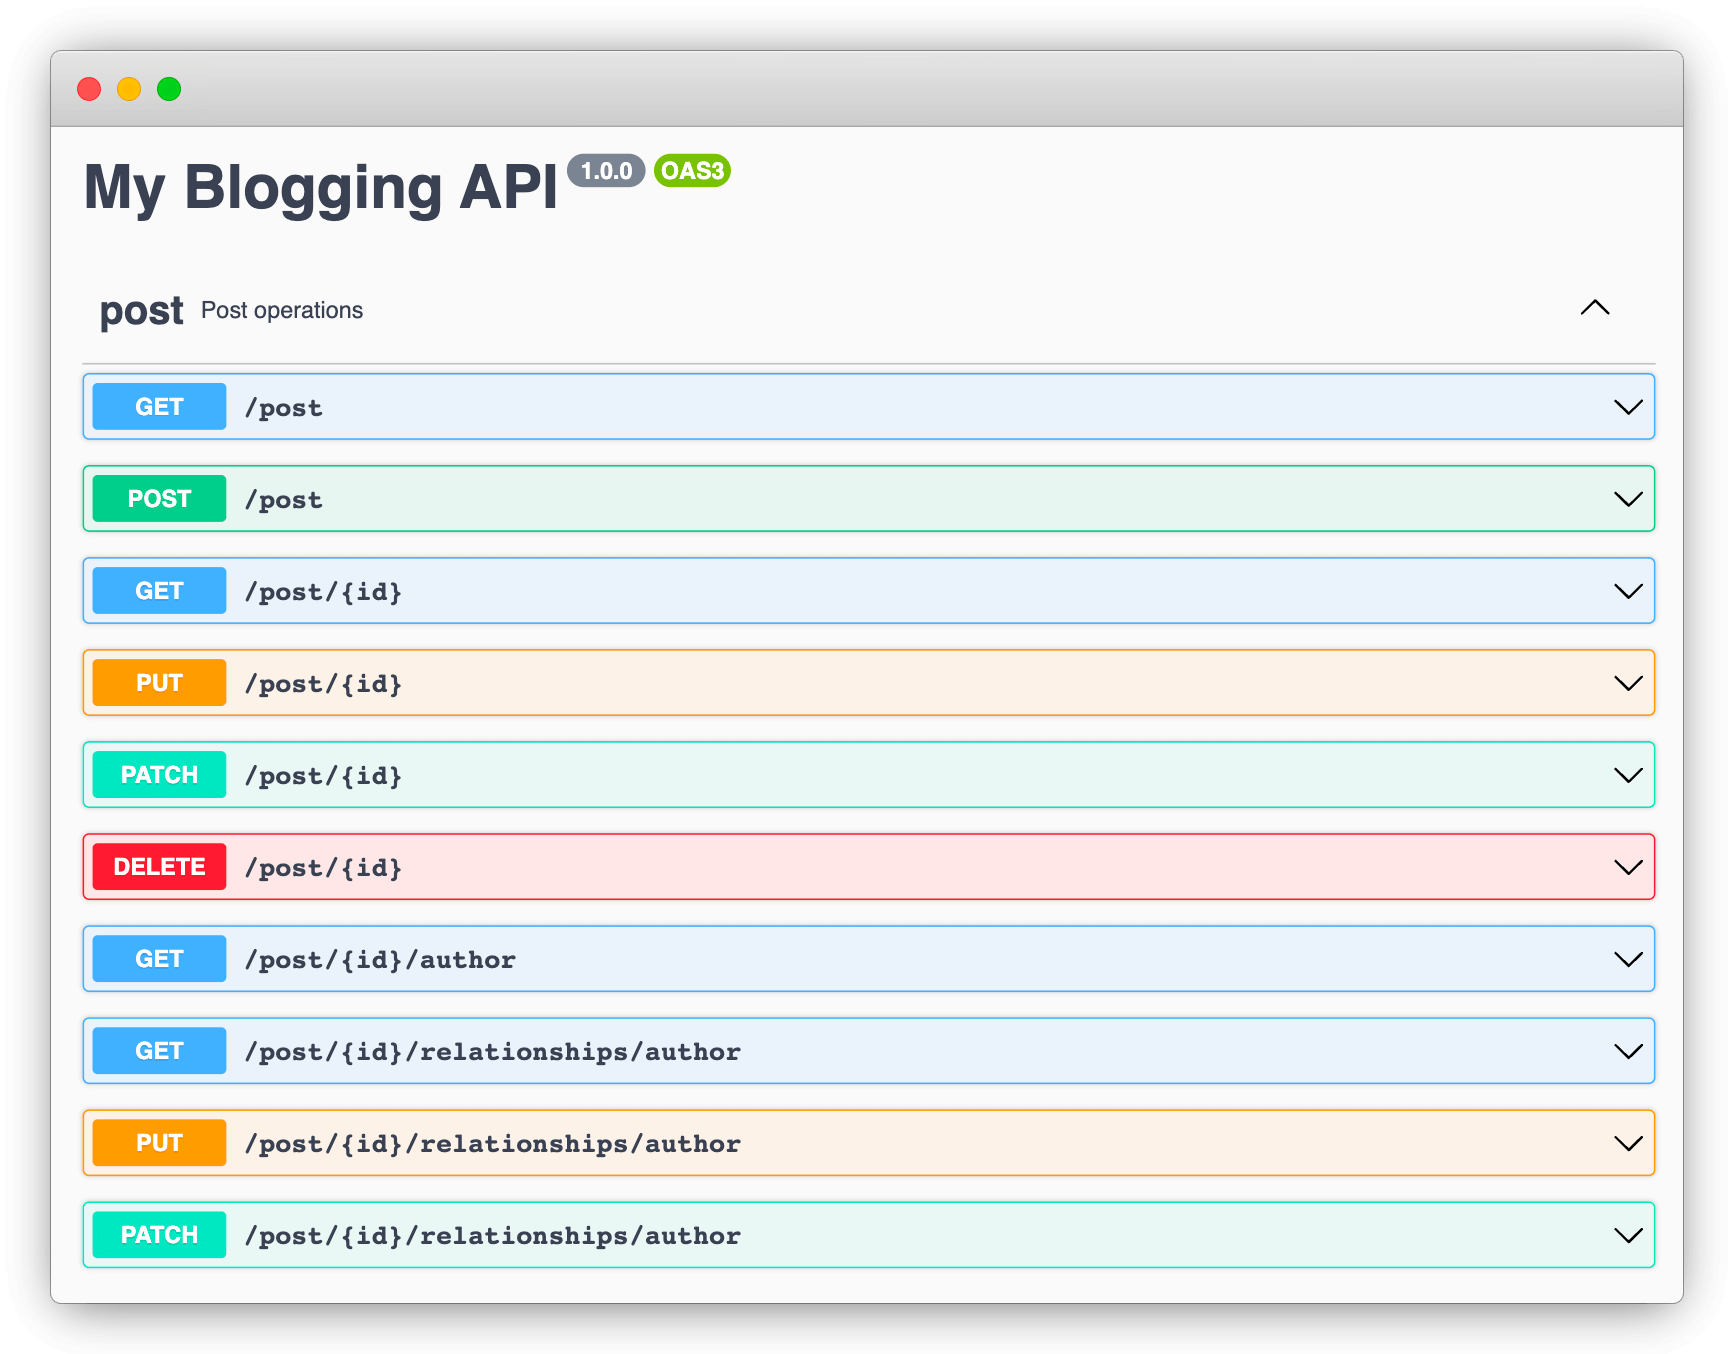 My Blogging API 1.0.0 OAS3
post Post operations
GET /post
POST /post
GET /post/{id}
PUT /post/{id}
PATCH /post/{id}
DELETE /post/{id}
GET /post/{id}/author
GET /post/{id}/relationships/author
PUT /post/{id}/relationships/author
PATCH /post/{id}/relationships/author